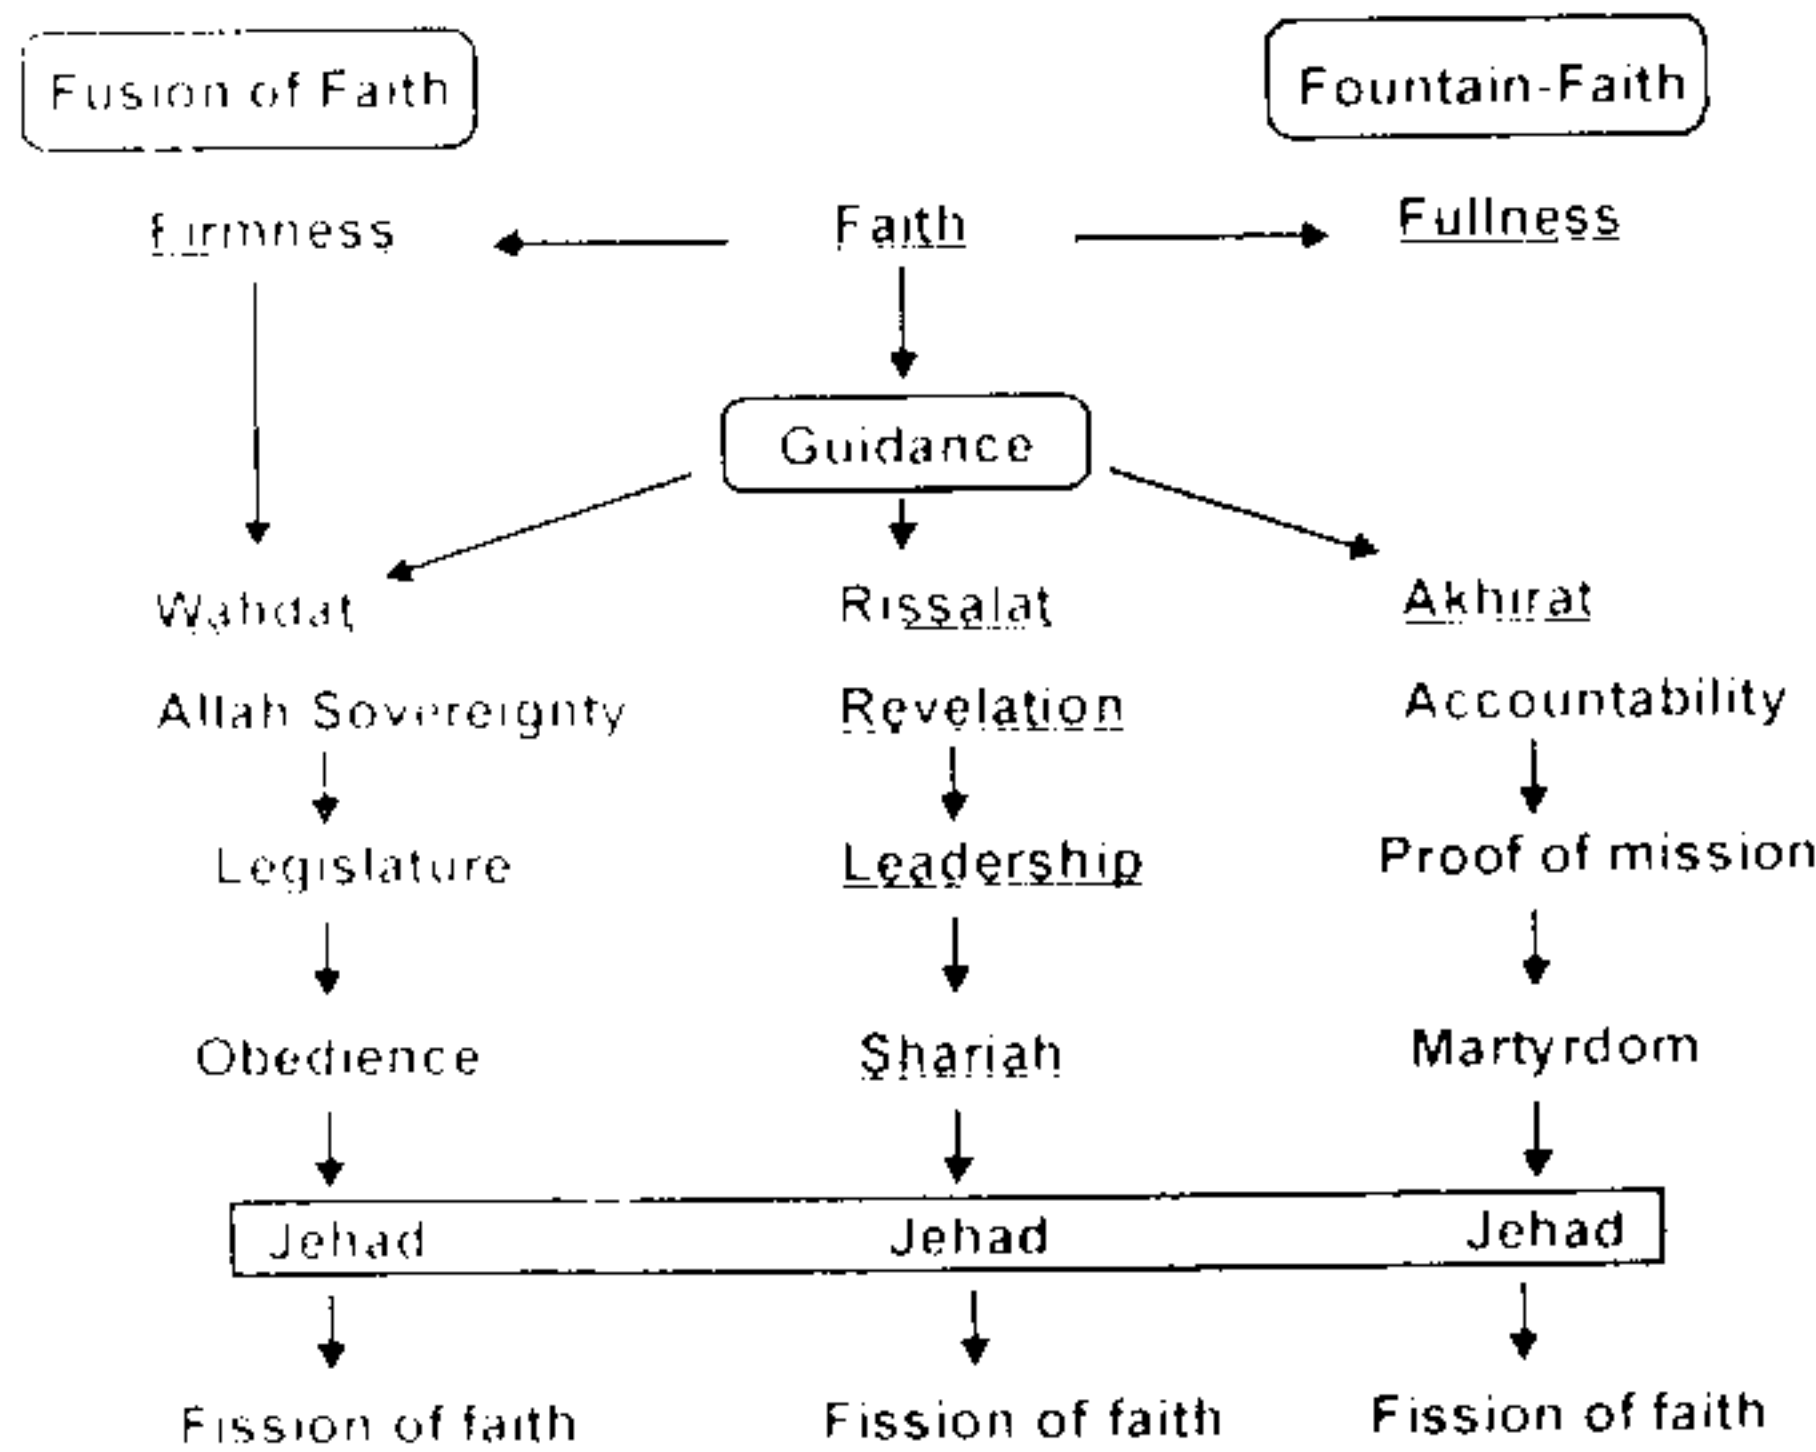 Fusion of Faith Fountain-Faith
Firmness Faith Fullness
Guidance
Wahdat Rissalat Akhirat
Allah Sovereignty Revelation Accountability
Legislature Leadership Proof of mission
Obedience Shariah Martyrdom
Jehad Jehad Jehad
Fission of faith Fission of faith Fission of faith